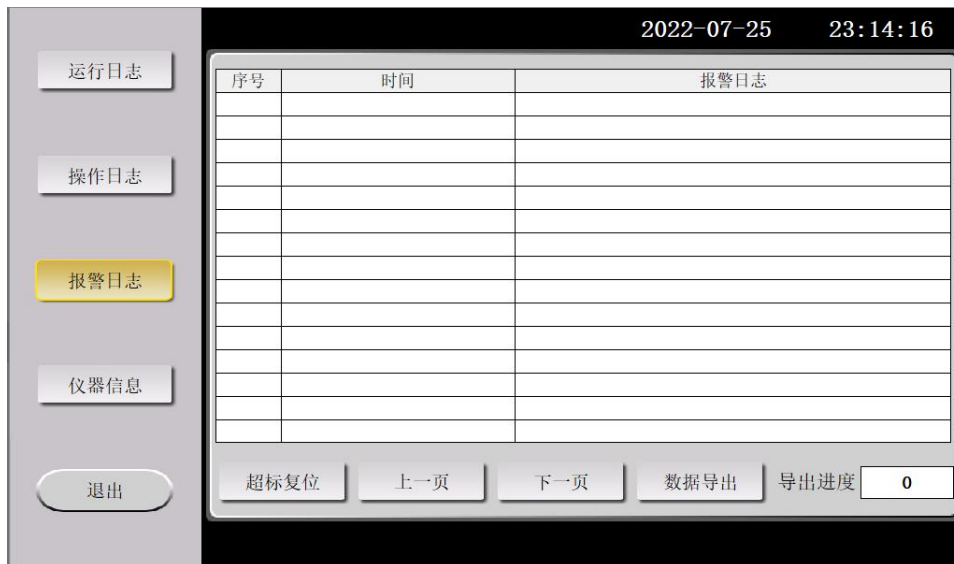 2022-07-25 23:14:16
运行日志
操作日志
报警日志
仪器信息
退出
序号 时间 报警日志
超标复位 上一页 下一页 数据导出 导出进度 0